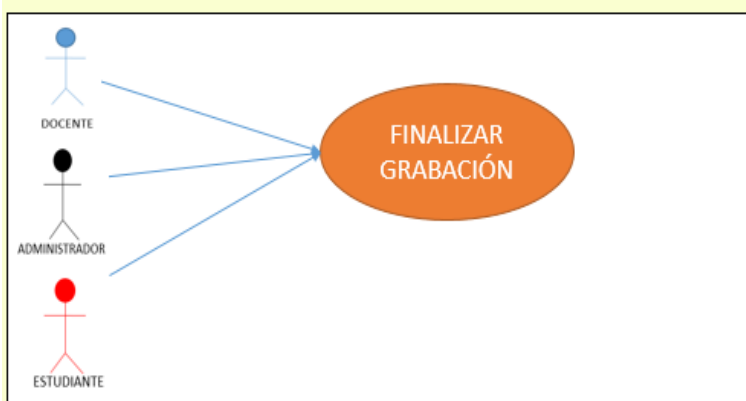 DOCENTE
ADMINISTRADOR
ESTUDIANTE
FINALIZAR
GRABACIÓN